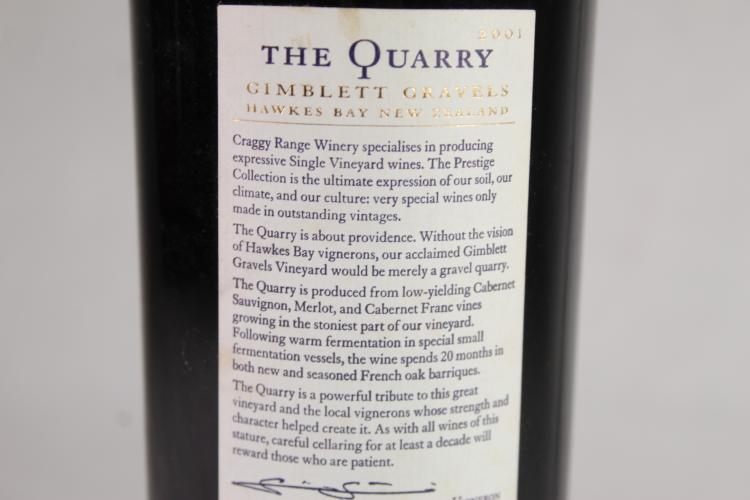 2001
THE QUARRY
GIMBLETT GRAVELS
HAWKES BAY NEW ZEALAND
Craggy Range Winery specialises in producing
expressive Single Vineyard wines. The Prestige
Collection is the ultimate expression of our soil, our
climate, and our culture: very special wines only
made in outstanding vintages.
The Quarry is about providence. Without the vision
of Hawkes Bay vignerons, our acclaimed Gimblett
Gravels Vineyard would be merely a gravel quarry.
The Quarry is produced from low-yielding Cabernet
Sauvignon, Merlot, and Cabernet Franc vines
growing in the stoniest part of our vineyard.
Following warm fermentation in special small
fermentation vessels, the wine spends 20 months in
both new and seasoned French oak barriques.
The Quarry is a powerful tribute to this great
vineyard and the local vignerons whose strength and
character helped create it. As with all wines of this
stature, careful cellaring for at least a decade will
reward those who are patient.
VIGNERON